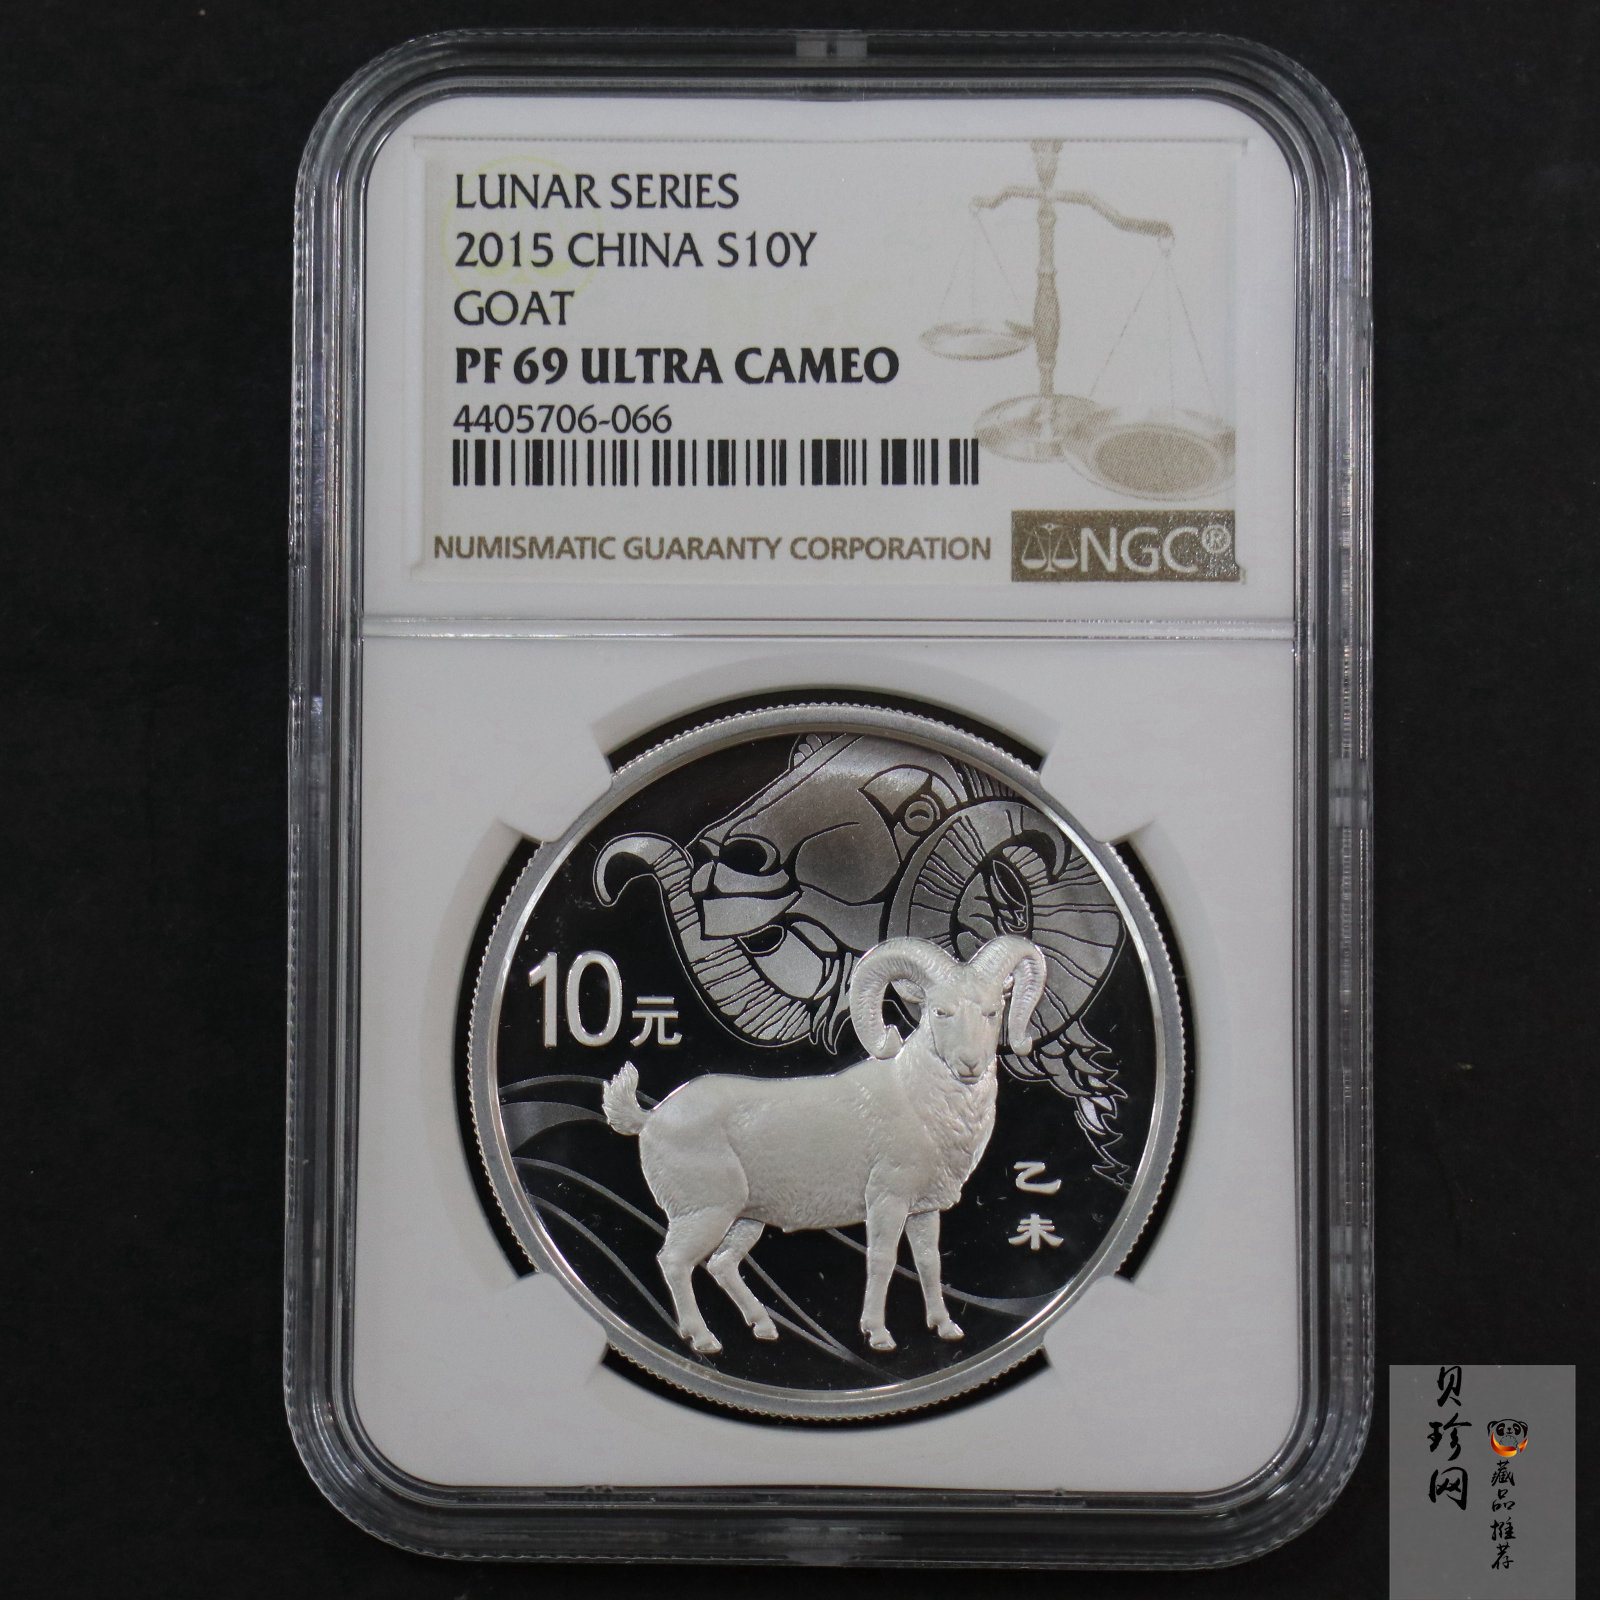 LUNAR SERIES
2015 CHINA S10Y
GOAT
PF 69 ULTRA CAMEO
4405706-066
NUMISMATIC GUARANTY CORPORATION
NGC®
10元
乙
未
贝珍网
藏品推荐